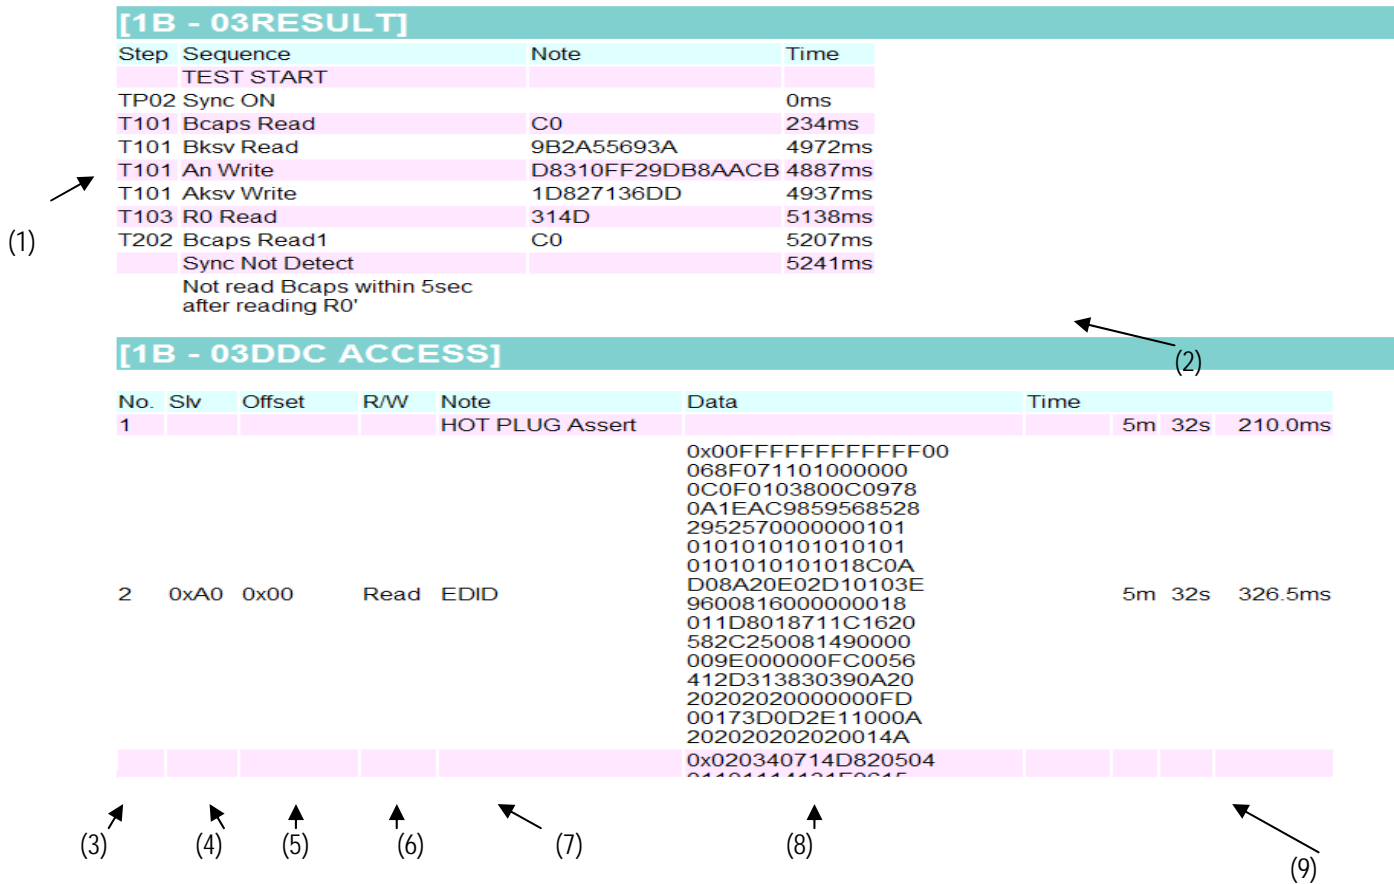 [1B - 03RESULT]
Step Sequence Note Time
TEST START
TP02 Sync ON 0ms
T101 Bcaps Read C0 234ms
T101 Bksv Read 9B2A55693A 4972ms
T101 An Write D8310FF29DB8AACB 4887ms
T101 Aksv Write 1D827136DD 4937ms
T103 R0 Read 314D 5138ms
(1)
T202 Bcaps Read1 C0 5207ms
Sync Not Detect 5241ms
Not read Bcaps within 5sec
after reading R0'
[1B - 03DDC ACCESS]
(2)
No. Slv Offset R/W Note Data Time
1 HOT PLUG Assert 5m 32s 210.0ms
0x00FFFFFFFFFFFF00
068F071101000000
0C0F0103800C0978
0A1EAC9859568528
2952570000000101
0101010101010101
0101010101018C0A
D08A20E02D10103E
2 0xA0 0x00 Read EDID 5m 32s 326.5ms
9600816000000018
011D8018711C1620
582C250081490000
009E000000FC0056
412D313830390A20
20202020000000FD
00173D0D2E11000A
202020202020014A
0x020340714D820504
(3) (4) (5) (6) (7) (8) (9)